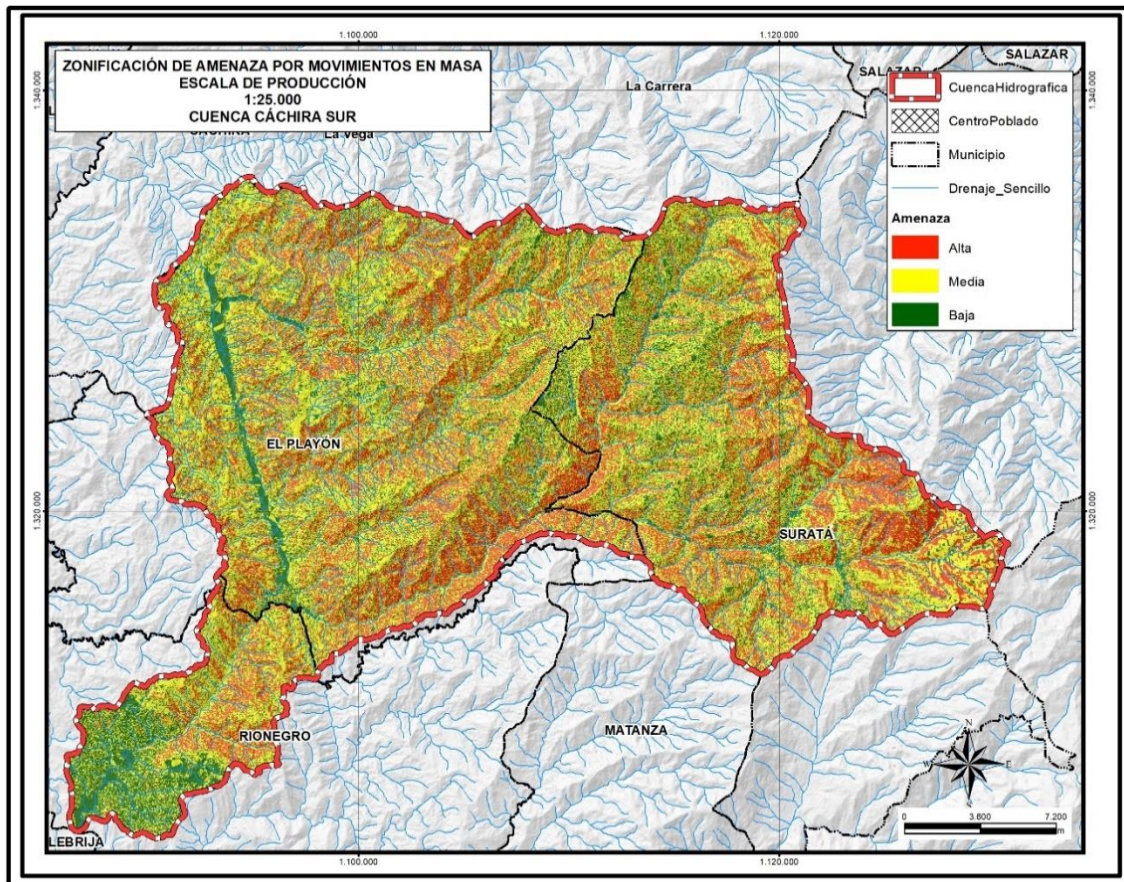 ZONIFICACIÓN DE AMENAZA POR MOVIMIENTOS EN MASA
ESCALA DE PRODUCCIÓN
1:25.000
CUENCA CÁCHIRA SUR
1.100.000
1.120.000
1.340.000
1.340.000
1.320.000
1.320.000
1.100.000
1.120.000
SALAZAR
SALAZAR
La Carrera
CÁCHIRA
La Vega
CuencaHidrografica
CentroPoblado
Municipio
Drenaje_Sencillo
Amenaza
Alta
Media
Baja
EL PLAYÓN
SURATÁ
RIONEGRO
MATANZA
LEBRIJA
N
W
E
S
0
3.600
7.200
m